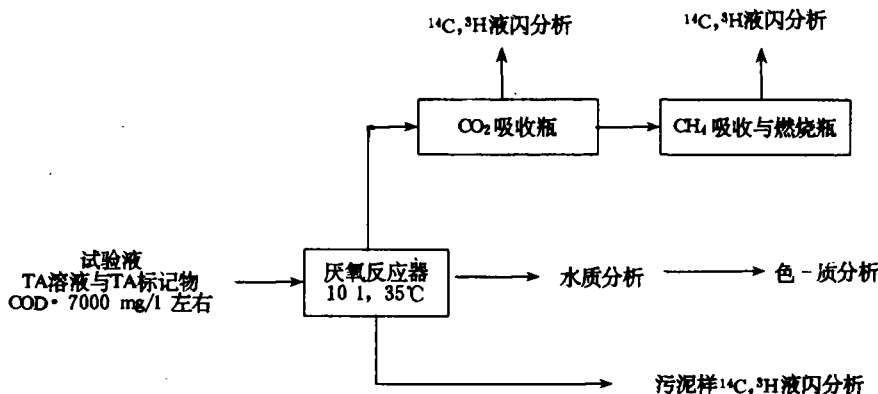 ¹⁴C,³H液闪分析
¹⁴C,³H液闪分析
CO₂吸收瓶
CH₄吸收与燃烧瓶
试验液
TA溶液与TA标记物
COD· 7000 mg/l 左右
厌氧反应器
10 l, 35℃
水质分析
色-质分析
污泥样¹⁴C,³H液闪分析